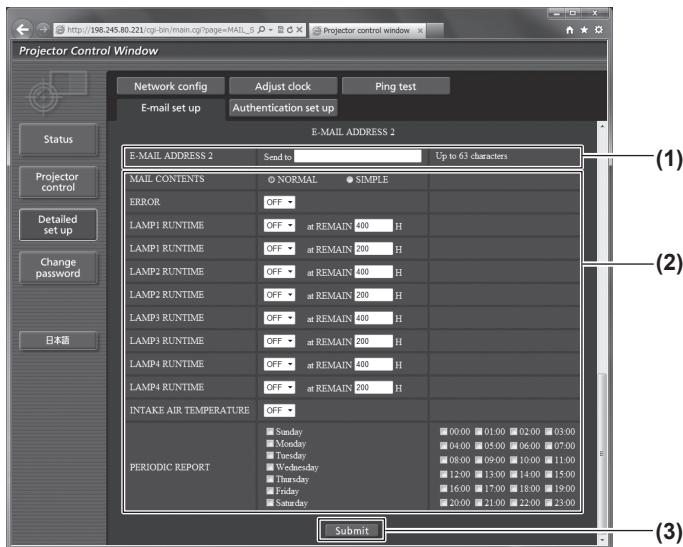 http://198.245.80.221/cgi-bin/main.cgi?page=MAIL_S
Projector control window
Projector Control Window
Network config Adjust clock Ping test
E-mail set up Authentication set up
Status
Projector control
Detailed set up
Change password
日本語
E-MAIL ADDRESS 2
E-MAIL ADDRESS 2 Send to Up to 63 characters
(1)
MAIL CONTENTS NORMAL SIMPLE
ERROR OFF
LAMP1 RUNTIME OFF at REMAIN 400 H
LAMP1 RUNTIME OFF at REMAIN 200 H
(2)
LAMP2 RUNTIME OFF at REMAIN 400 H
LAMP2 RUNTIME OFF at REMAIN 200 H
LAMP3 RUNTIME OFF at REMAIN 400 H
LAMP3 RUNTIME OFF at REMAIN 200 H
LAMP4 RUNTIME OFF at REMAIN 400 H
LAMP4 RUNTIME OFF at REMAIN 200 H
INTAKE AIR TEMPERATURE OFF
PERIODIC REPORT
Sunday
Monday
Tuesday
Wednesday
Thursday
Friday
Saturday
00:00 01:00 02:00 03:00
04:00 05:00 06:00 07:00
08:00 09:00 10:00 11:00
12:00 13:00 14:00 15:00
16:00 17:00 18:00 19:00
20:00 21:00 22:00 23:00
Submit
(3)